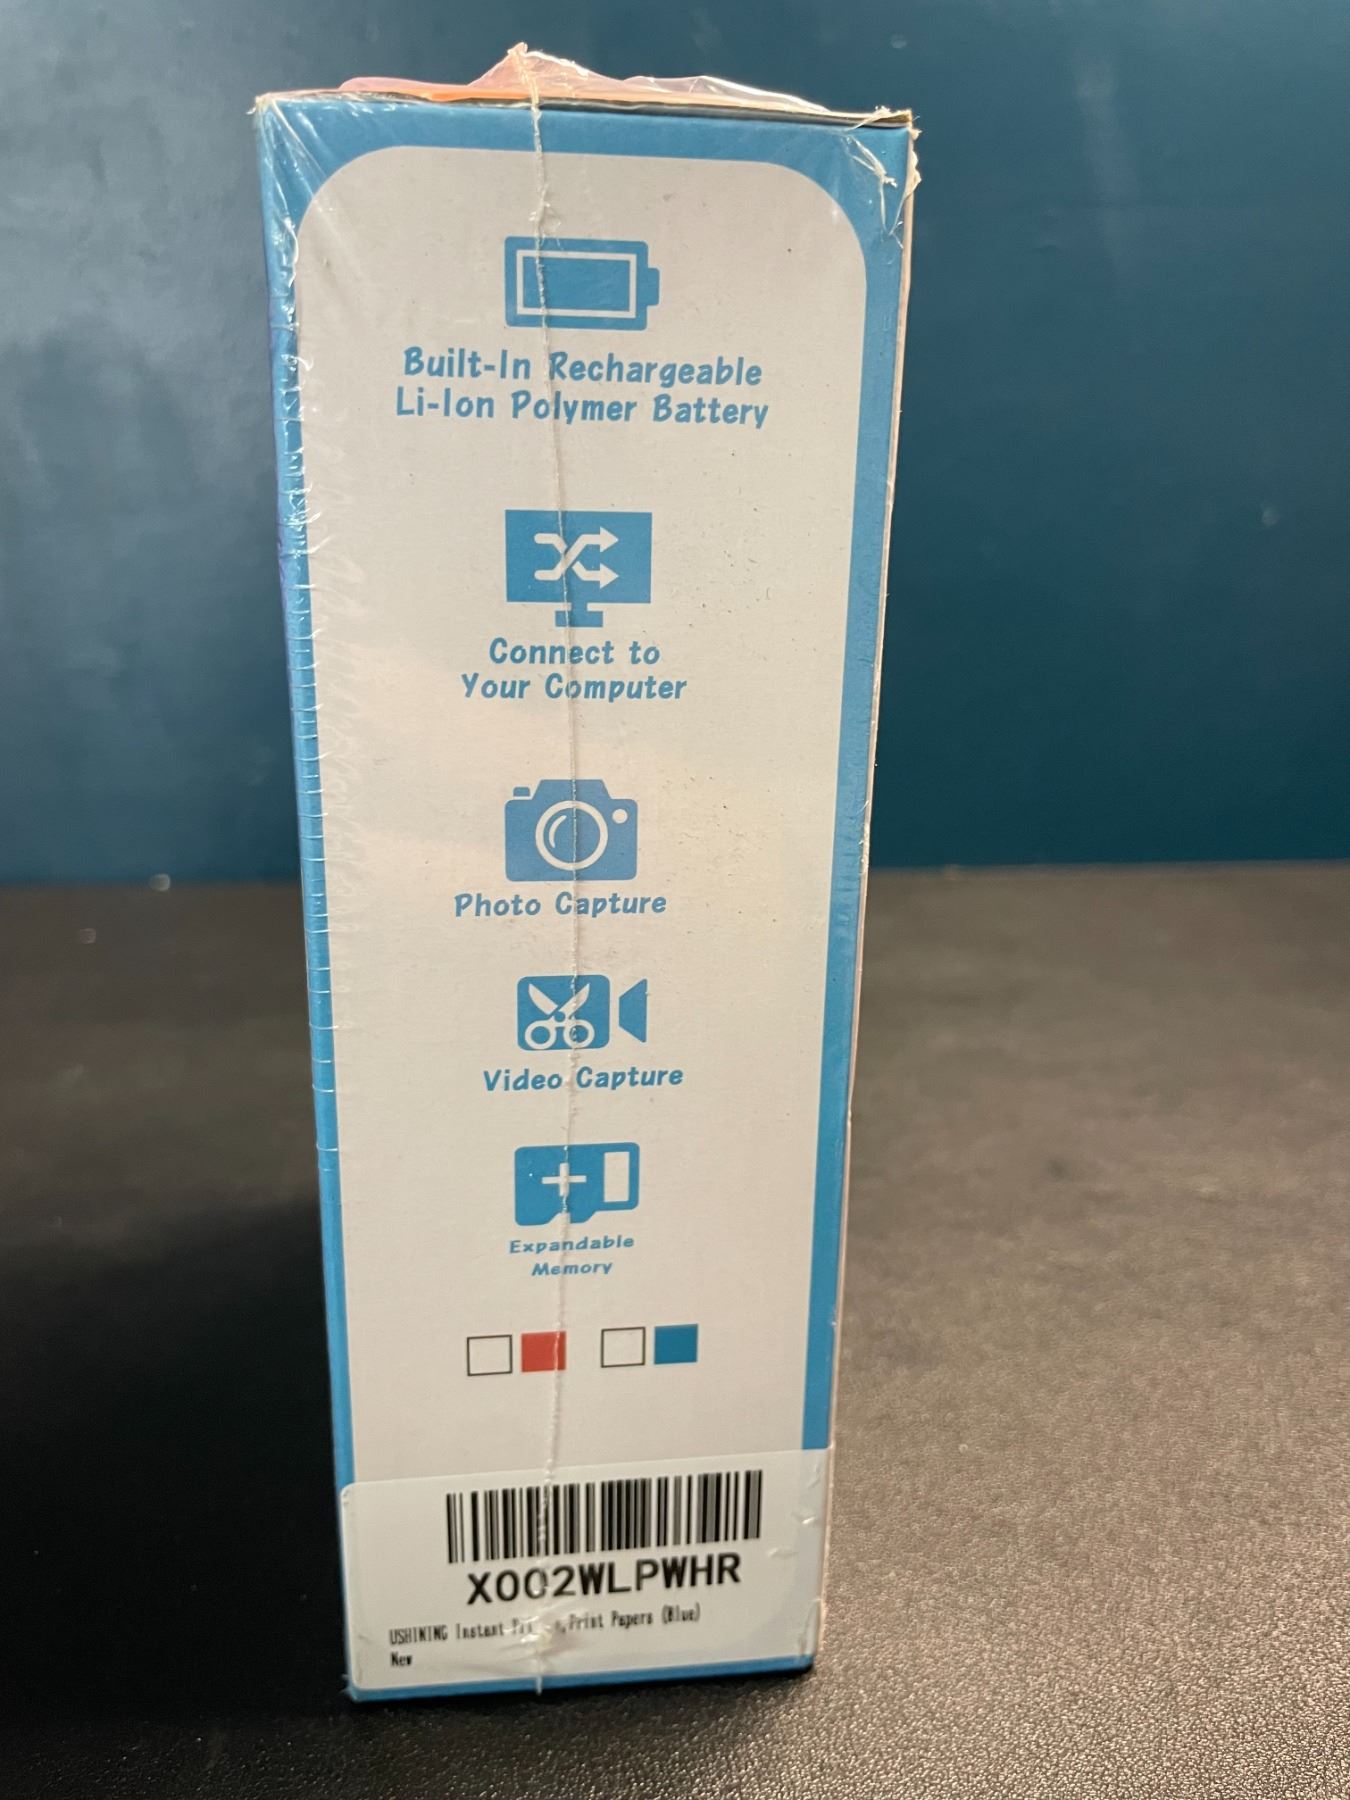 Built-In Rechargeable
Li-Ion Polymer Battery
Connect to
Your Computer
Photo Capture
Video Capture
Expandable
Memory
X002WLPWHR
USHINING Instant Print Papers (Blue)
New